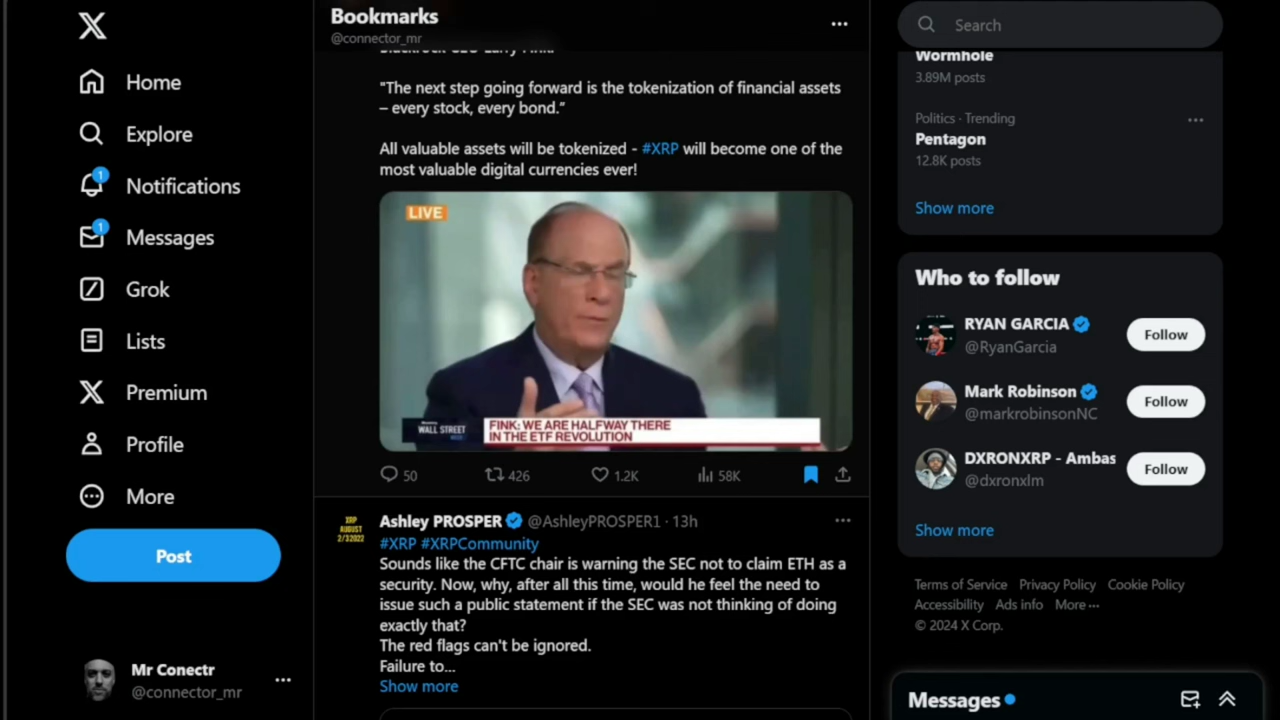 Home
Explore
1
Notifications
1
Messages
Grok
Lists
Premium
Profile
More
Post
Mr Conectr
@connector_mr
Bookmarks
@connector_mr
Blackrock CEO Larry Fink:
"The next step going forward is the tokenization of financial assets
– every stock, every bond.”
All valuable assets will be tokenized - #XRP will become one of the
most valuable digital currencies ever!
LIVE
WALL STREET
WEEK
FINK: WE ARE HALFWAY THERE
IN THE ETF REVOLUTION
50
426
1.2K
58K
XRP
AUGUST
2/32022
Ashley PROSPER @AshleyPROSPER1 · 13h
#XRP #XRPCommunity
Sounds like the CFTC chair is warning the SEC not to claim ETH as a
security. Now, why, after all this time, would he feel the need to
issue such a public statement if the SEC was not thinking of doing
exactly that?
The red flags can't be ignored.
Failure to...
Show more
Search
Wormhole
3.89M posts
Politics · Trending
Pentagon
12.8K posts
Show more
Who to follow
RYAN GARCIA
@RyanGarcia
Follow
Mark Robinson
@markrobinsonNC
Follow
DXRONXRP - Ambas
@dxronxlm
Follow
Show more
Terms of Service Privacy Policy Cookie Policy
Accessibility Ads info More ···
© 2024 X Corp.
Messages